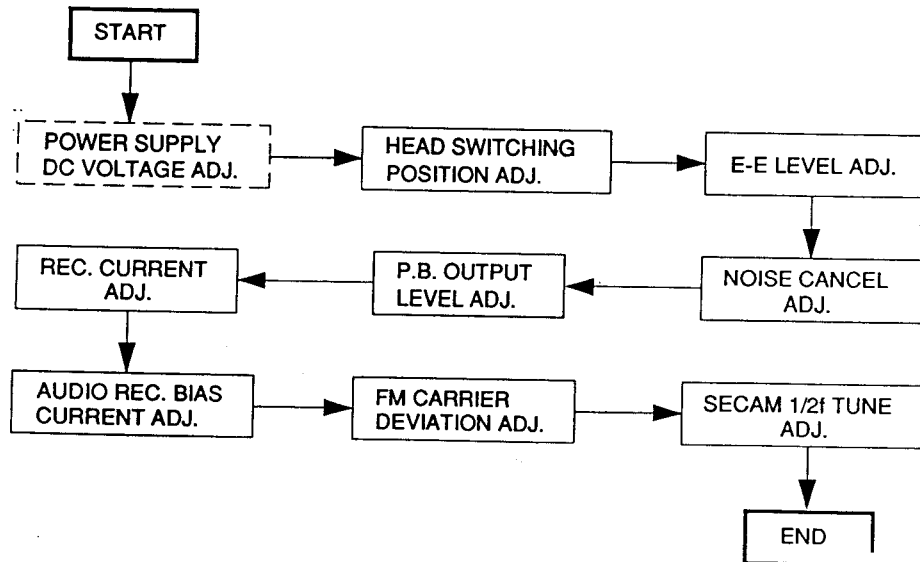 START
POWER SUPPLY
DC VOLTAGE ADJ.
HEAD SWITCHING
POSITION ADJ.
E-E LEVEL ADJ.
NOISE CANCEL
ADJ.
P.B. OUTPUT
LEVEL ADJ.
REC. CURRENT
ADJ.
AUDIO REC. BIAS
CURRENT ADJ.
FM CARRIER
DEVIATION ADJ.
SECAM 1/2f TUNE
ADJ.
END